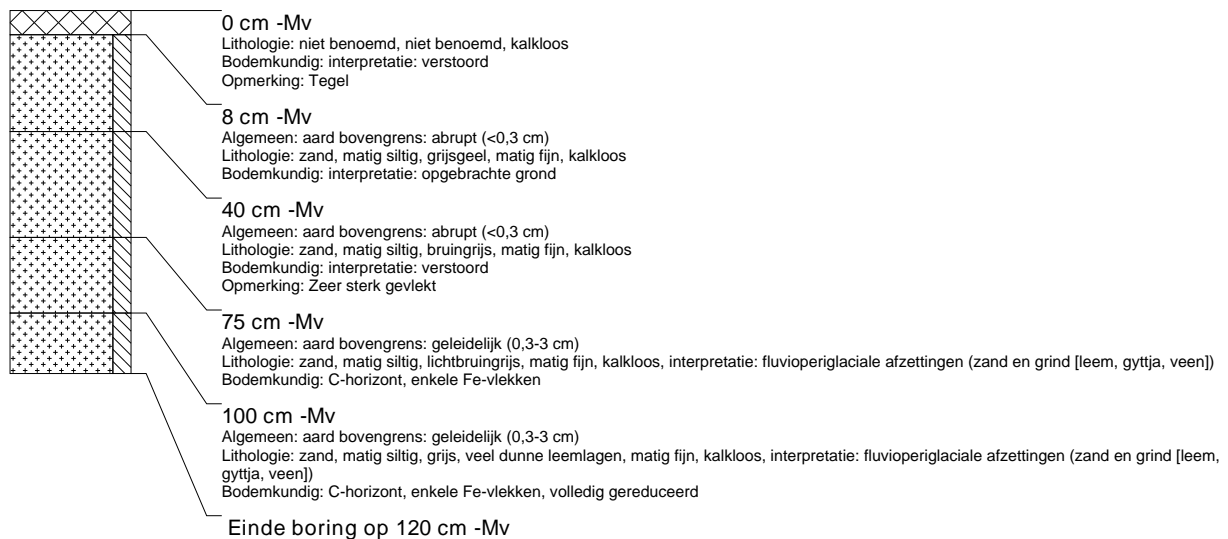 0 cm -Mv
Lithologie: niet benoemd, niet benoemd, kalkloos
Bodemkundig: interpretatie: verstoord
Opmerking: Tegel
8 cm -Mv
Algemeen: aard bovengrens: abrupt (<0,3 cm)
Lithologie: zand, matig siltig, grijsgeel, matig fijn, kalkloos
Bodemkundig: interpretatie: opgebrachte grond
40 cm -Mv
Algemeen: aard bovengrens: abrupt (<0,3 cm)
Lithologie: zand, matig siltig, bruingrijs, matig fijn, kalkloos
Bodemkundig: interpretatie: verstoord
Opmerking: Zeer sterk gevlekt
75 cm -Mv
Algemeen: aard bovengrens: geleidelijk (0,3-3 cm)
Lithologie: zand, matig siltig, lichtbruingrijs, matig fijn, kalkloos, interpretatie: fluvioperiglaciale afzettingen (zand en grind [leem, gyttja, veen])
Bodemkundig: C-horizont, enkele Fe-vlekken
100 cm -Mv
Algemeen: aard bovengrens: geleidelijk (0,3-3 cm)
Lithologie: zand, matig siltig, grijs, veel dunne leemlagen, matig fijn, kalkloos, interpretatie: fluvioperiglaciale afzettingen (zand en grind [leem,
gyttja, veen])
Bodemkundig: C-horizont, enkele Fe-vlekken, volledig gereduceerd
Einde boring op 120 cm -Mv